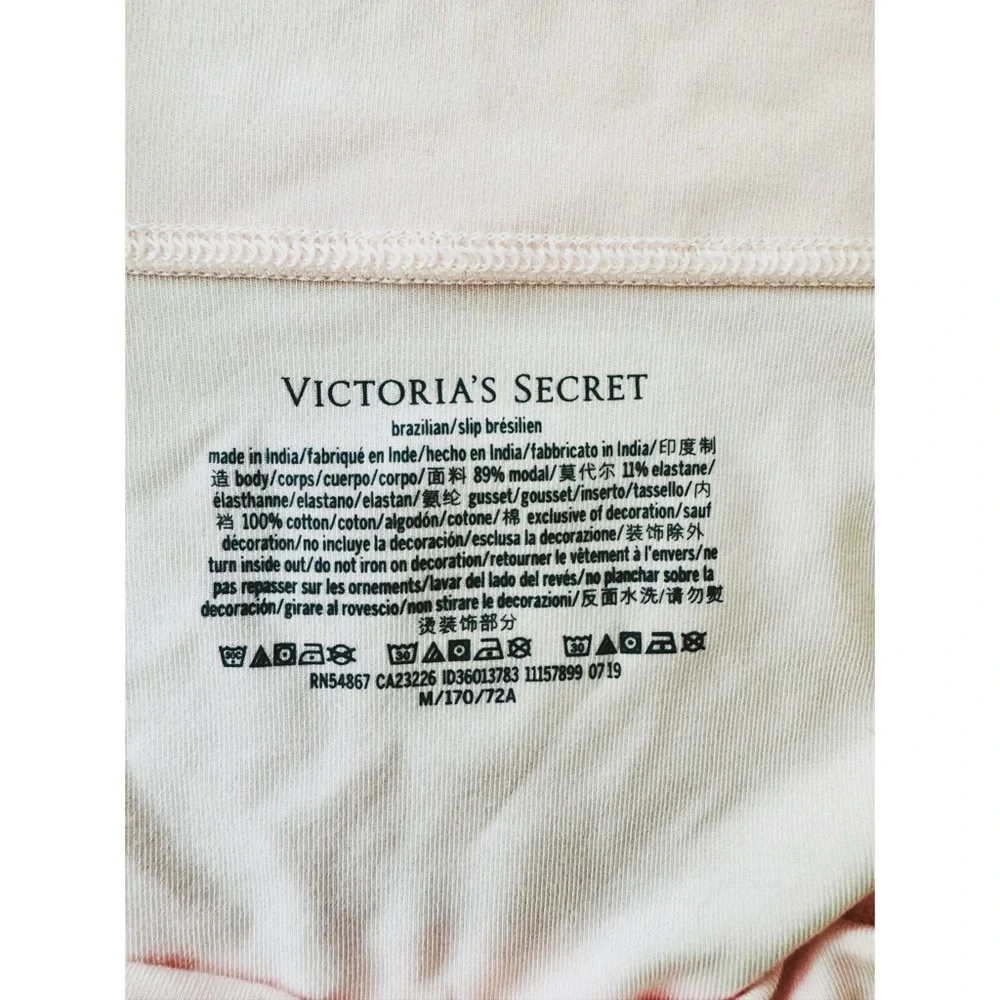 VICTORIA'S SECRET
brazilian/slip brésilien
made in India/fabriqué en Inde/hecho en India/fabbricato in India/印度制
造 body/corps/cuerpo/corpo/面料 89% modal/莫代尔 11% elastane/
élasthanne/elastano/elastan/氨纶 gusset/gousset/inserto/tassello/内
裆 100% cotton/coton/algodón/cotone/棉 exclusive of decoration/sauf
décoration/no incluye la decoración/esclusa la decorazione/装饰除外
turn inside out/do not iron on decoration/retourner le vêtement à l'envers/ne
pas repasser sur les ornements/lavar del lado del revés/no planchar sobre la
decoración/girare al rovescio/non stirare le decorazioni/反面水洗/请勿熨
烫装饰部分
30 30
RN54867 CA23226 ID36013783 11157899 0719
M/170/72A